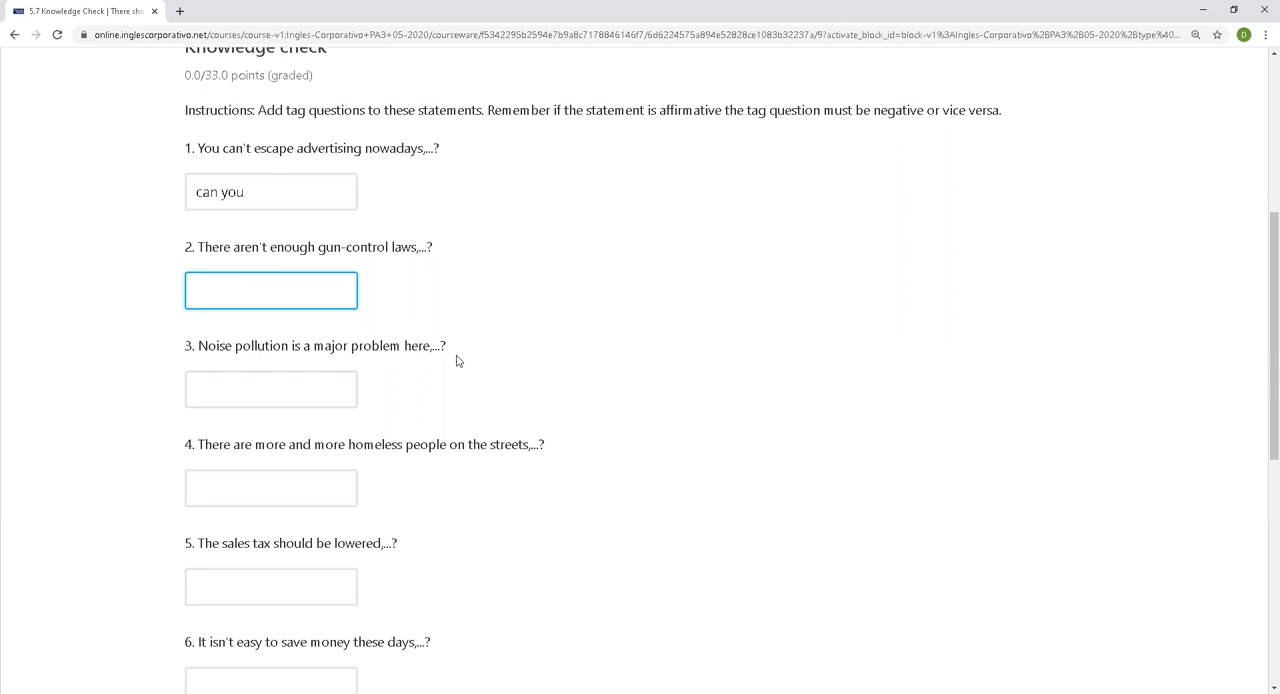 5.7 Knowledge Check | There sho
online.inglescorporativo.net/courses/course-v1:Ingles-Corporativo+PA3+05-2020/courseware/f5342295b2594e7b9a8c7178846146f7/6d6224575a894e52828ce1083b32237a/9?activate_block_id=block-v1%3AIngles-Corporativo%2BPA3%2B05-2020%2Btype%40...
D
Knowledge check
0.0/33.0 points (graded)
Instructions: Add tag questions to these statements. Remember if the statement is affirmative the tag question must be negative or vice versa.
1. You can't escape advertising nowadays,...?
can you
2. There aren't enough gun-control laws,...?
3. Noise pollution is a major problem here,...?
4. There are more and more homeless people on the streets,...?
5. The sales tax should be lowered,...?
6. It isn't easy to save money these days,...?